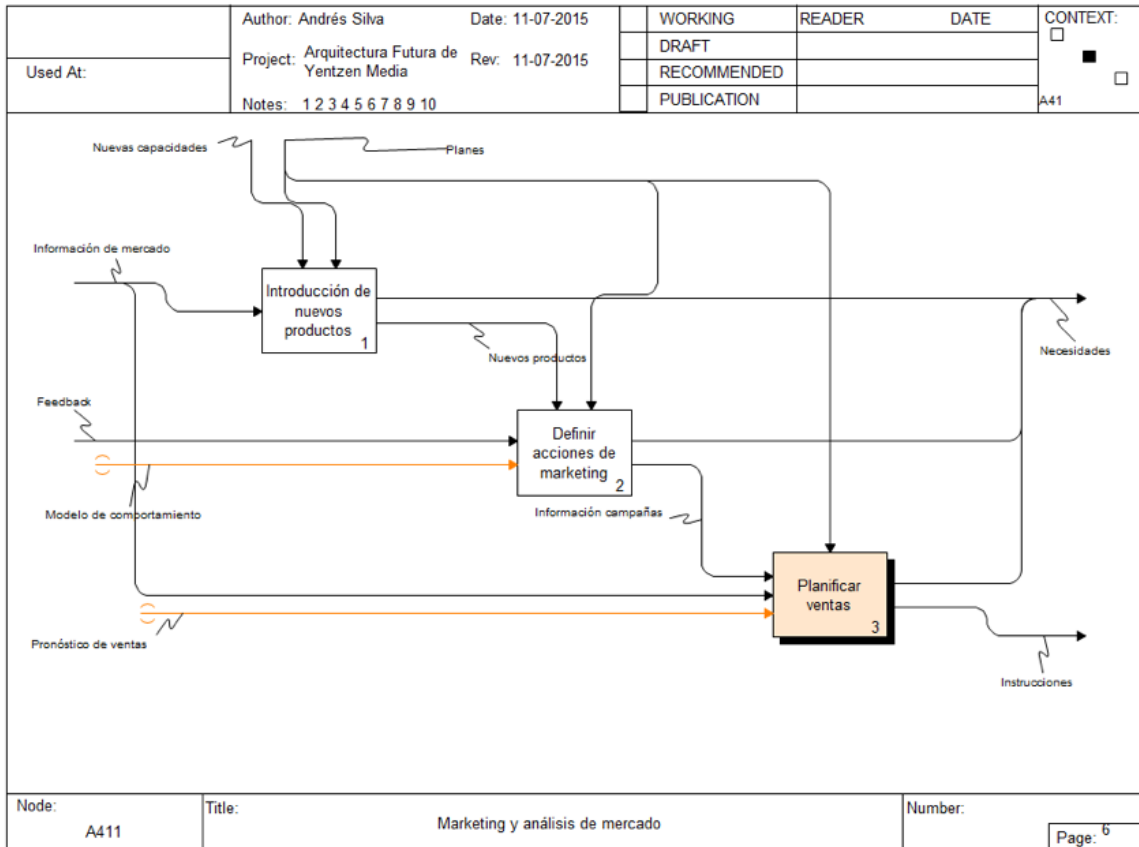 Used At:
Author: Andrés Silva
Date: 11-07-2015
Project: Arquitectura Futura de
Yentzen Media
Rev: 11-07-2015
Notes: 1 2 3 4 5 6 7 8 9 10
WORKING
DRAFT
RECOMMENDED
PUBLICATION
READER
DATE
CONTEXT:
A41
Nuevas capacidades
Planes
Información de mercado
Introducción de
nuevos
productos
1
Nuevos productos
Necesidades
Feedback
Definir
acciones de
marketing
2
Modelo de comportamiento
Información campañas
Planificar
ventas
3
Pronóstico de ventas
Instrucciones
Node:
A411
Title:
Marketing y análisis de mercado
Number:
Page: 6